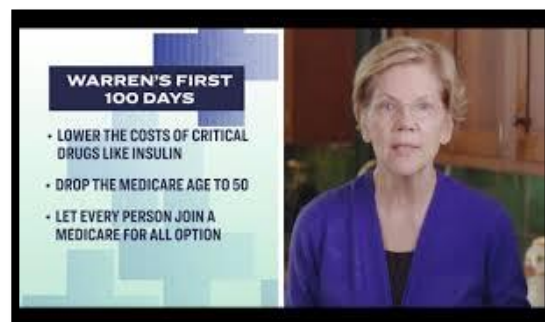 WARREN'S FIRST
100 DAYS
• LOWER THE COSTS OF CRITICAL
DRUGS LIKE INSULIN
• DROP THE MEDICARE AGE TO 50
• LET EVERY PERSON JOIN A
MEDICARE FOR ALL OPTION